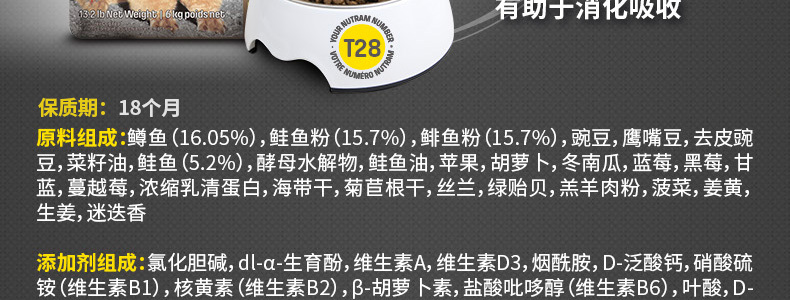 有助于消化吸收
13.2 lb Net Weight | 6 kg poids net
YOUR NUTRAM NUMBER
T28
VOTRE NUMÉRO NUTRAM
保质期：18个月
原料组成:鳟鱼(16.05%),鲑鱼粉(15.7%),鲱鱼粉(15.7%),豌豆,鹰嘴豆,去皮豌
豆,菜籽油,鲑鱼(5.2%),酵母水解物,鲑鱼油,苹果,胡萝卜,冬南瓜,蓝莓,黑莓,甘
蓝,蔓越莓,浓缩乳清蛋白,海带干,菊苣根干,丝兰,绿贻贝,羔羊肉粉,菠菜,姜黄,
生姜,迷迭香
添加剂组成:氯化胆碱,dl-α-生育酚,维生素A,维生素D3,烟酰胺,D-泛酸钙,硝酸硫
铵(维生素B1),核黄素(维生素B2),β-胡萝卜素,盐酸吡哆醇(维生素B6),叶酸,D-